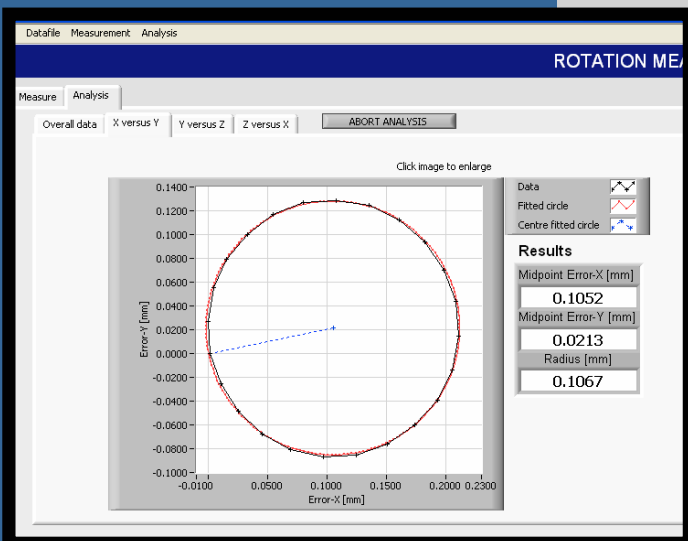 Datafile Measurement Analysis
ROTATION MEA
Measure Analysis
Overall data X versus Y Y versus Z Z versus X ABORT ANALYSIS
Click image to enlarge
Data
Fitted circle
Centre fitted circle
Results
Midpoint Error-X [mm]
0.1052
Midpoint Error-Y [mm]
0.0213
Radius [mm]
0.1067
Error-Y [mm]
0.1400
0.1200
0.1000
0.0800
0.0600
0.0400
0.0200
0.0000
-0.0200
-0.0400
-0.0600
-0.0800
-0.1000
-0.0100 0.0500 0.1000 0.1500 0.2000 0.2300
Error-X [mm]